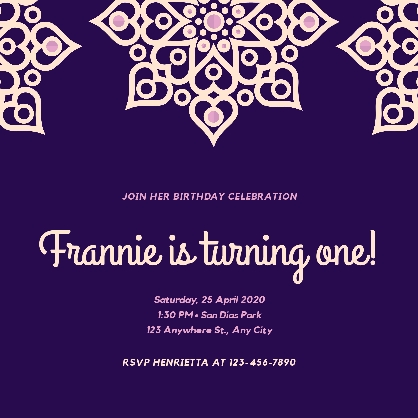 JOIN HER BIRTHDAY CELEBRATION
Frannie is turning one!
Saturday, 25 April 2020
1:30 PM • San Dias Park
123 Anywhere St., Any City
RSVP HENRIETTA AT 123-456-7890